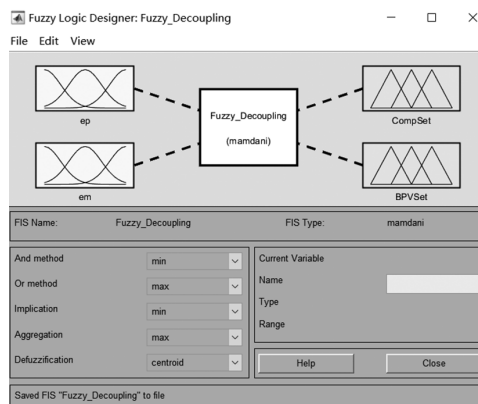 Fuzzy Logic Designer: Fuzzy_Decoupling
File Edit View
ep
em
Fuzzy_Decoupling
(mamdani)
CompSet
BPVSet
FIS Name: Fuzzy_Decoupling FIS Type: mamdani
And method min
Or method max
Implication min
Aggregation max
Defuzzification centroid
Current Variable
Name
Type
Range
Help Close
Saved FIS "Fuzzy_Decoupling" to file